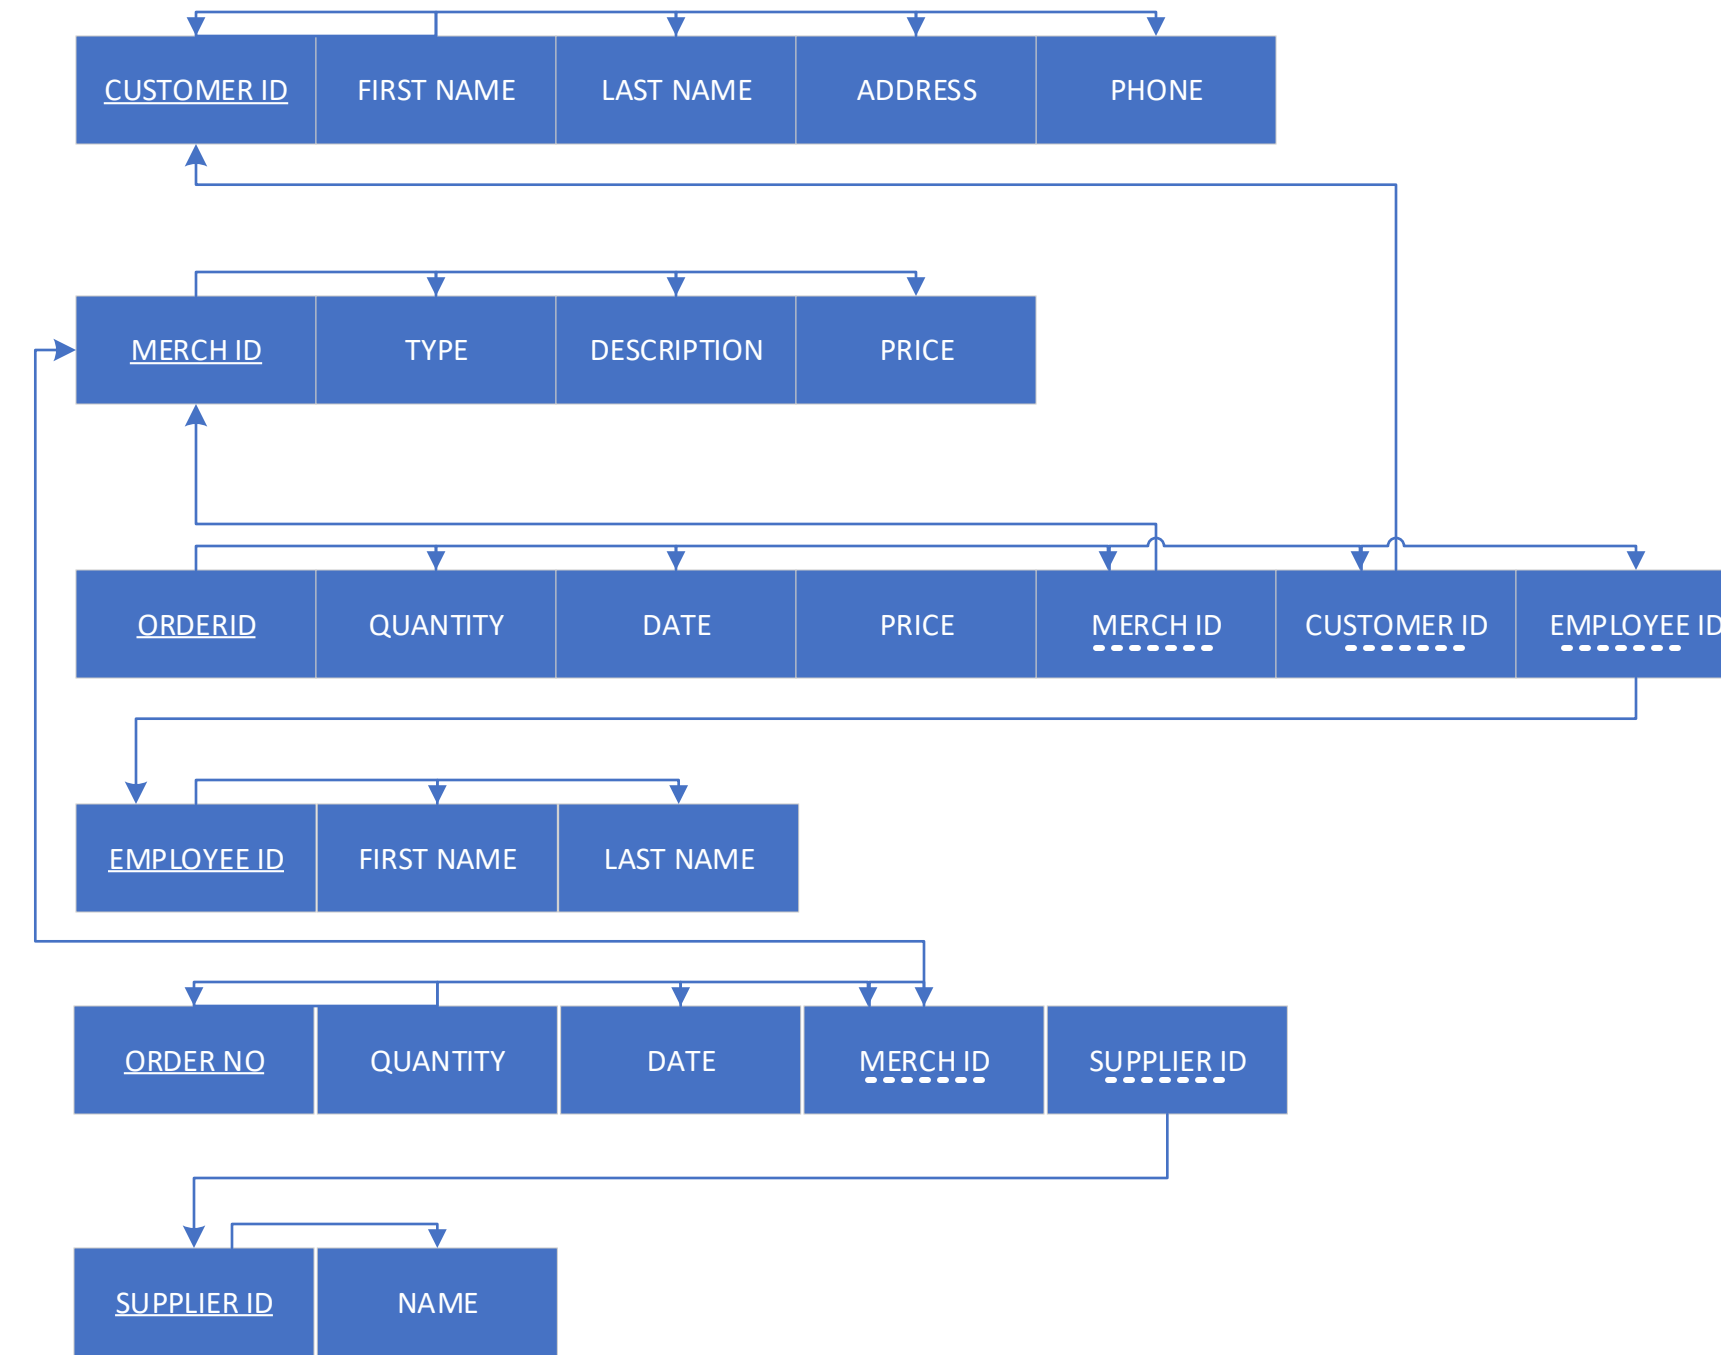 CUSTOMER ID FIRST NAME LAST NAME ADDRESS PHONE
MERCH ID TYPE DESCRIPTION PRICE
ORDERID QUANTITY DATE PRICE MERCH ID CUSTOMER ID EMPLOYEE ID
EMPLOYEE ID FIRST NAME LAST NAME
ORDER NO QUANTITY DATE MERCH ID SUPPLIER ID
SUPPLIER ID NAME